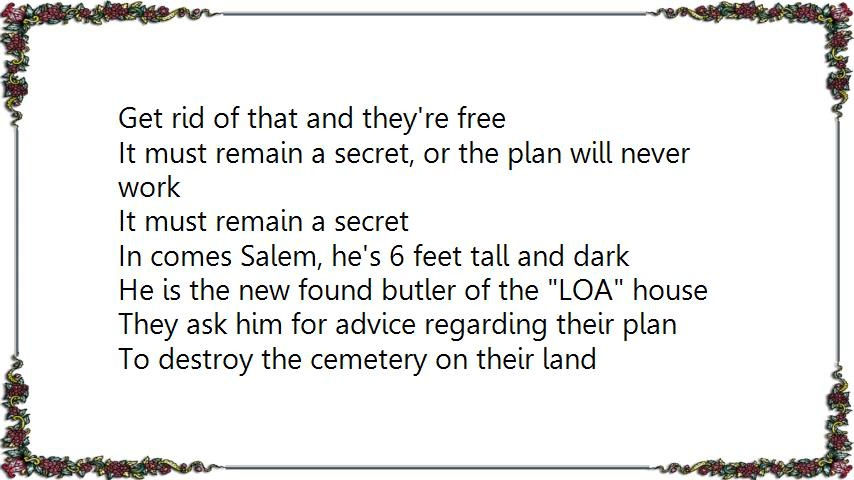 Get rid of that and they're free
It must remain a secret, or the plan will never
work
It must remain a secret
In comes Salem, he's 6 feet tall and dark
He is the new found butler of the "LOA" house
They ask him for advice regarding their plan
To destroy the cemetery on their land